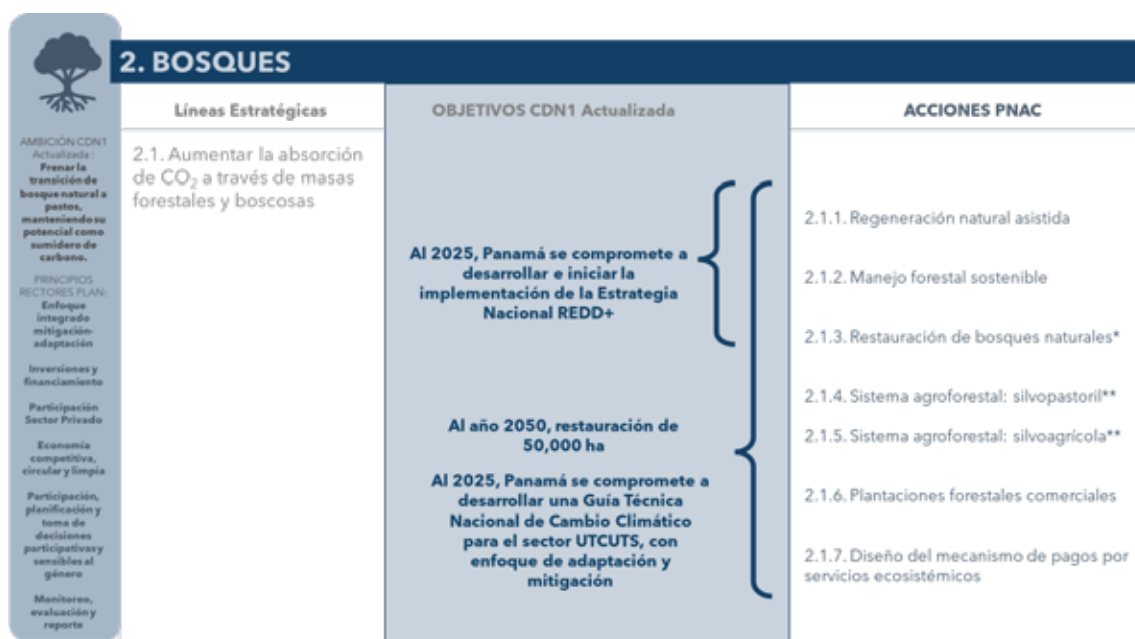 2. BOSQUES
AMBICIÓN CDN1
Actualizada :
Frenar la
transición de
bosque natural a
pastos,
manteniendo su
potencial como
sumidero de
carbono.
PRINCIPIOS
RECTORES PLAN:
Enfoque
integrado
mitigación-
adaptación
Inversiones y
financiamiento
Participación
Sector Privado
Economía
competitiva,
circular y limpia
Participación,
planificación y
toma de
decisiones
participativas y
sensibles al
género
Monitoreo,
evaluación y
reporte
Líneas Estratégicas
2.1. Aumentar la absorción
de CO₂ a través de masas
forestales y boscosas
OBJETIVOS CDN1 Actualizada
Al 2025, Panamá se compromete a
desarrollar e iniciar la
implementación de la Estrategia
Nacional REDD+
Al año 2050, restauración de
50,000 ha
Al 2025, Panamá se compromete a
desarrollar una Guía Técnica
Nacional de Cambio Climático
para el sector UTCUTS, con
enfoque de adaptación y
mitigación
ACCIONES PNAC
2.1.1. Regeneración natural asistida
2.1.2. Manejo forestal sostenible
2.1.3. Restauración de bosques naturales*
2.1.4. Sistema agroforestal: silvopastoril**
2.1.5. Sistema agroforestal: silvoagrícola**
2.1.6. Plantaciones forestales comerciales
2.1.7. Diseño del mecanismo de pagos por
servicios ecosistémicos